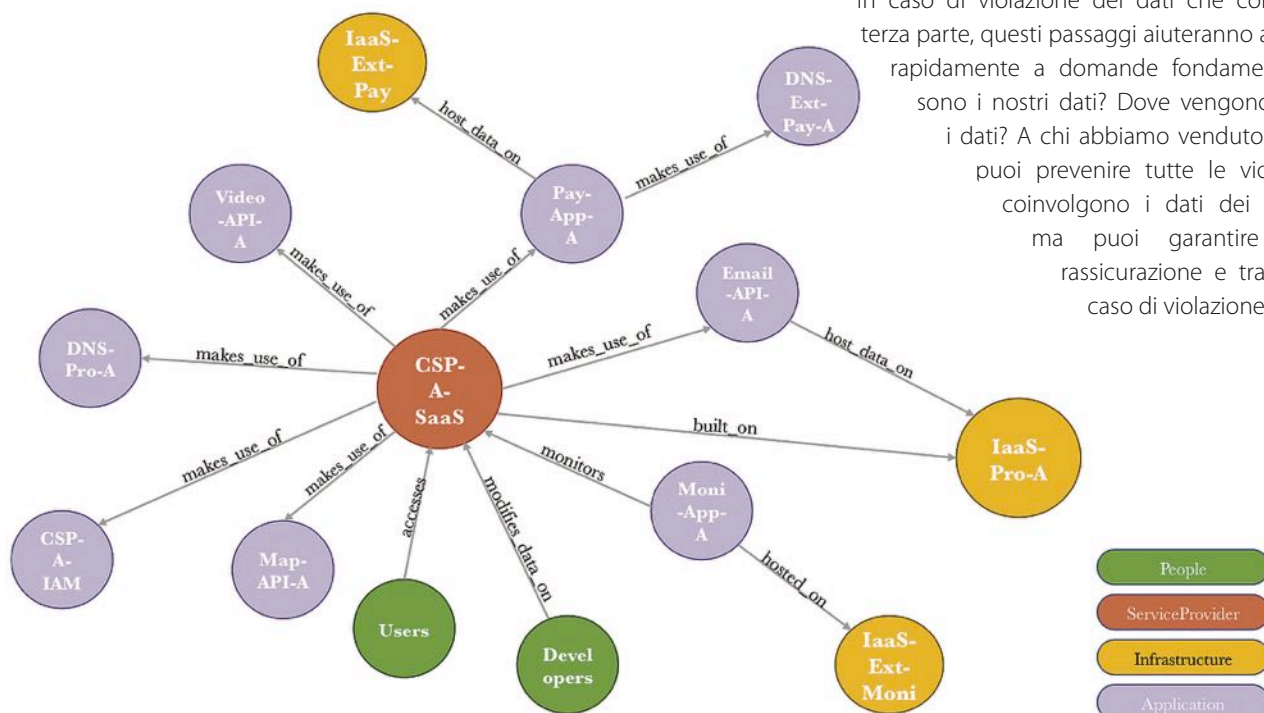 in caso di violazione dei dati che
terza parte, questi passaggi aiuteranno
rapidamente a domande
sono i nostri dati? Dove vengono
i dati? A chi abbiamo venduto
puoi prevenire tutte le
coinvolgono i dati dei
ma puoi garantire
rassicurazione e
caso di violazione
IaaS-
Ext-
Pay
DNS-
Ext-
Pay-A
host_data_on
makes_use_of
Video
-API-
A
Pay-
App-
A
makes_use_of
makes_use_of
Email
-API-
A
DNS-
Pro-A
makes_use_of
CSP-
A-
SaaS
makes_use_of
host_data_on
built_on
IaaS-
Pro-A
makes_use_of
makes_use_of
accesses
modifies_data_on
monitors
Moni
-App-
A
CSP-
A-
IAM
Map-
API-A
hosted_on
Users
Devel
opers
IaaS-
Ext-
Moni
People
ServiceProvider
Infrastructure
Application